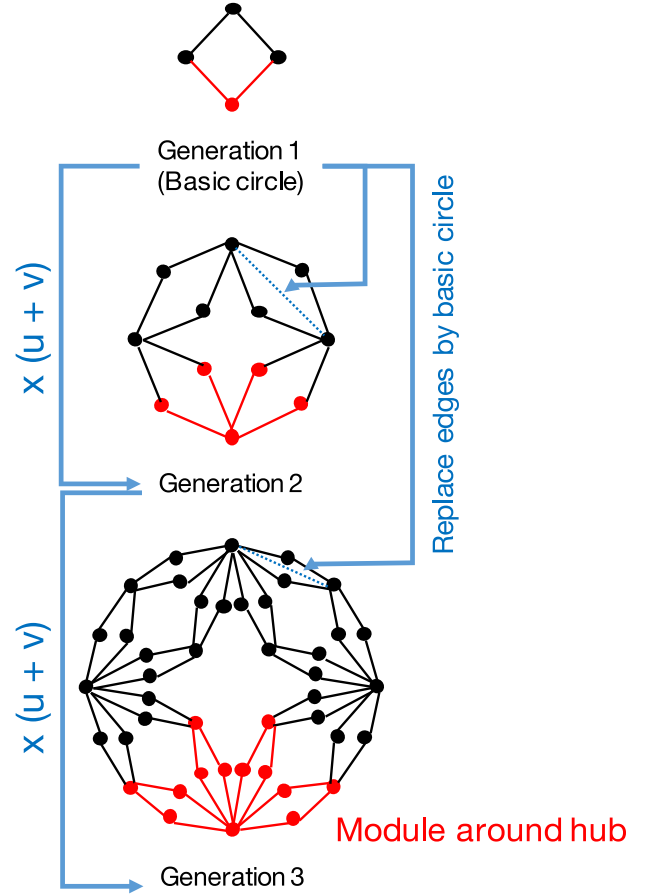 Generation 1
(Basic circle)
x (u + v)
Replace edges by basic circle
Generation 2
x (u + v)
Module around hub
Generation 3